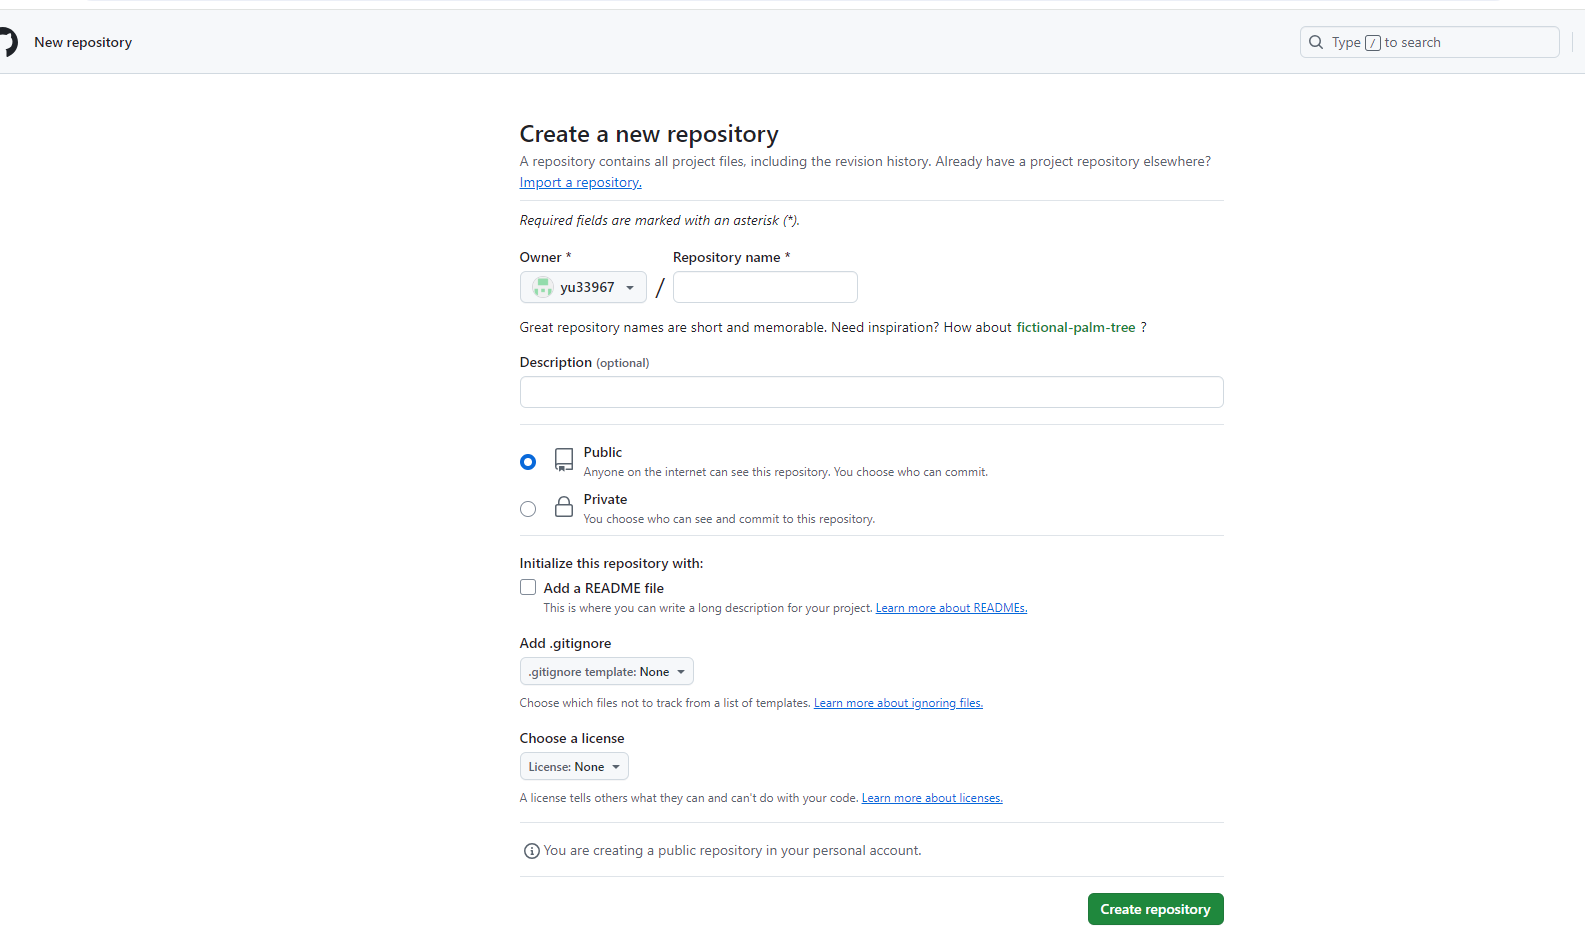 New repository
Type / to search
Create a new repository
A repository contains all project files, including the revision history. Already have a project repository elsewhere?
Import a repository.
Required fields are marked with an asterisk (*).
Owner * Repository name *
yu33967 /
Great repository names are short and memorable. Need inspiration? How about fictional-palm-tree ?
Description (optional)
Public
Anyone on the internet can see this repository. You choose who can commit.
Private
You choose who can see and commit to this repository.
Initialize this repository with:
Add a README file
This is where you can write a long description for your project. Learn more about READMEs.
Add .gitignore
.gitignore template: None
Choose which files not to track from a list of templates. Learn more about ignoring files.
Choose a license
License: None
A license tells others what they can and can't do with your code. Learn more about licenses.
You are creating a public repository in your personal account.
Create repository